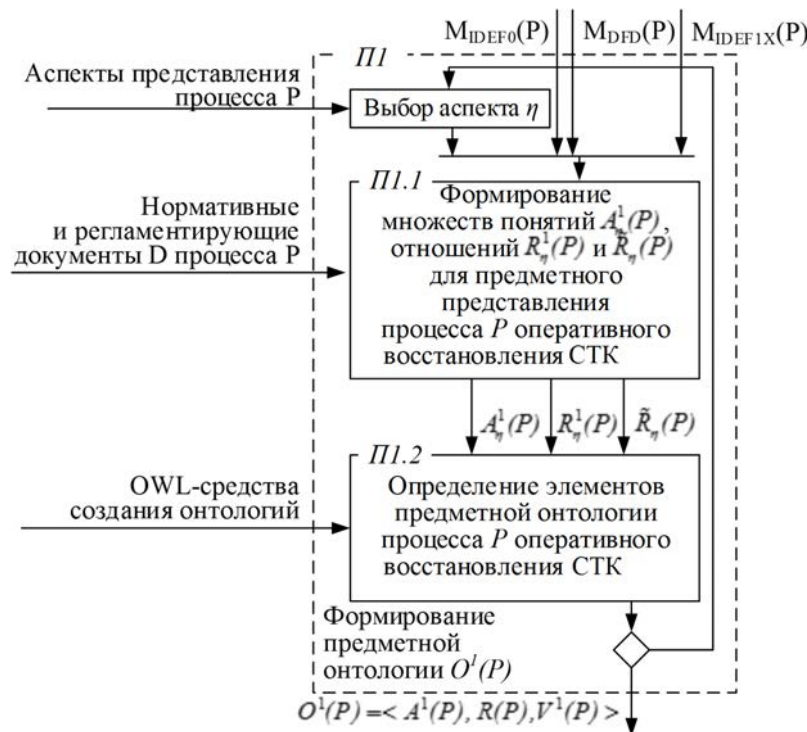 M_IDEF0(P) M_DFD(P) M_IDEF1X(P)
П1
Аспекты представления
процесса P
Выбор аспекта η
П1.1
Нормативные
и регламентирующие
документы D процесса P
Формирование
множеств понятий A¹_η(P),
отношений R¹_η(P) и R̃_η(P)
для предметного
представления
процесса P оперативного
восстановления СТК
A¹_η(P) R¹_η(P) R̃_η(P)
П1.2
OWL-средства
создания онтологий
Определение элементов
предметной онтологии
процесса P оперативного
восстановления СТК
Формирование
предметной
онтологии O¹(P)
O¹(P) =< A¹(P), R(P), V¹(P) >